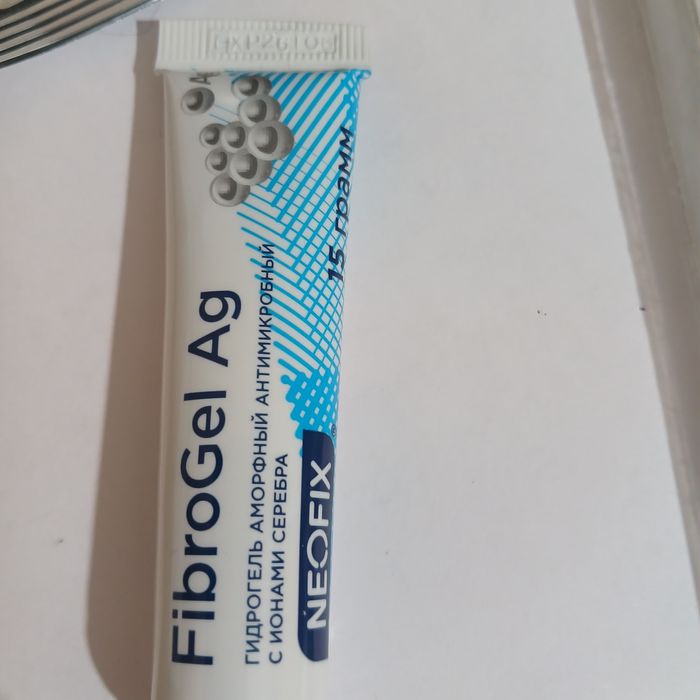 FibroGel Ag
ГИДРОГЕЛЬ АМОРФНЫЙ АНТИМИКРОБНЫЙ
С ИОНАМИ СЕРЕБРА
NEOFIX®
15 грамм